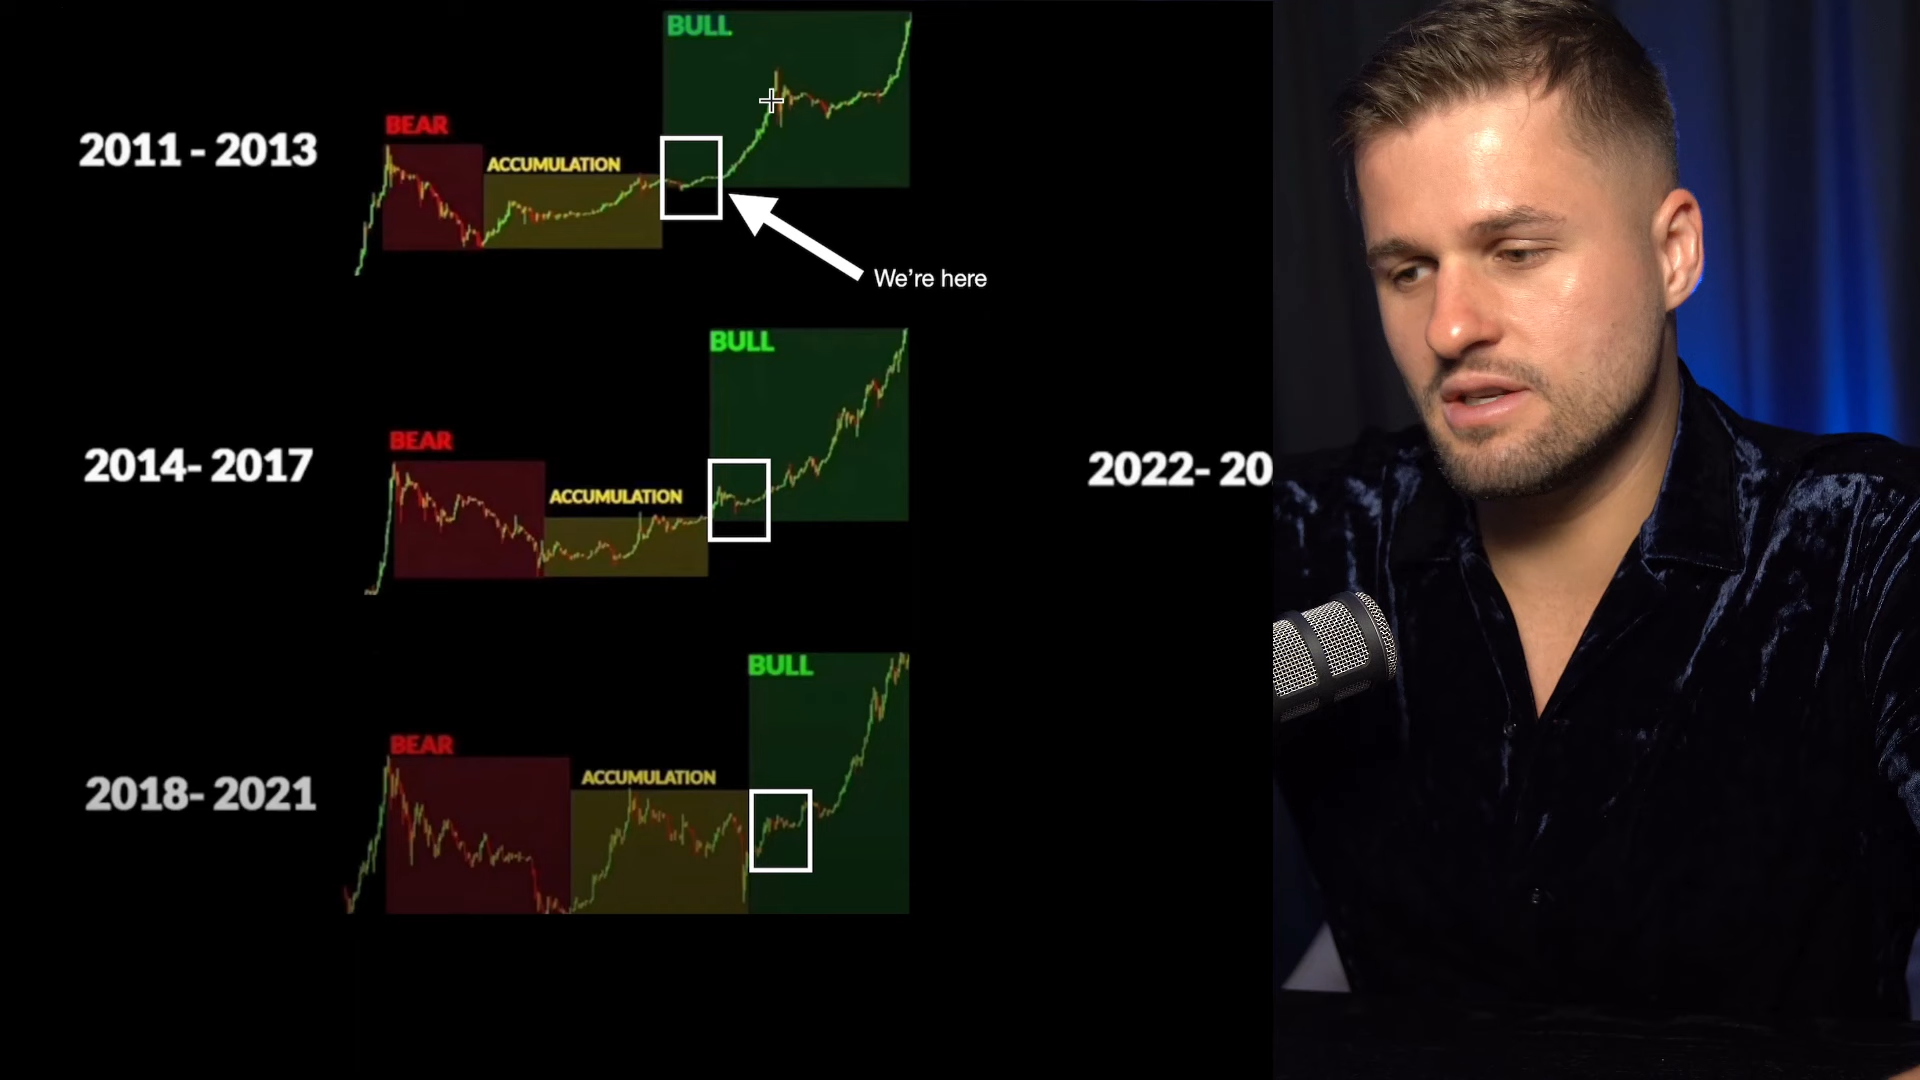 BULL
BEAR
2011 - 2013
ACCUMULATION
We're here
BULL
BEAR
2014- 2017
ACCUMULATION
2022- 20
BULL
BEAR
ACCUMULATION
2018- 2021